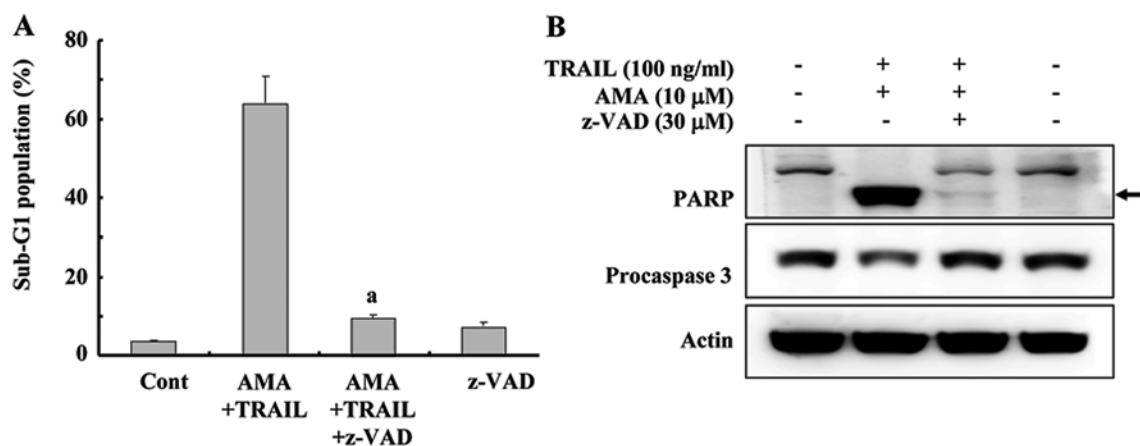 A
Sub-G1 population (%)
80
60
40
20
0
a
Cont
AMA
+TRAIL
AMA
+TRAIL
+z-VAD
z-VAD
B
TRAIL (100 ng/ml) - + + -
AMA (10 μM) - + + -
z-VAD (30 μM) - - + -
PARP
Procaspase 3
Actin